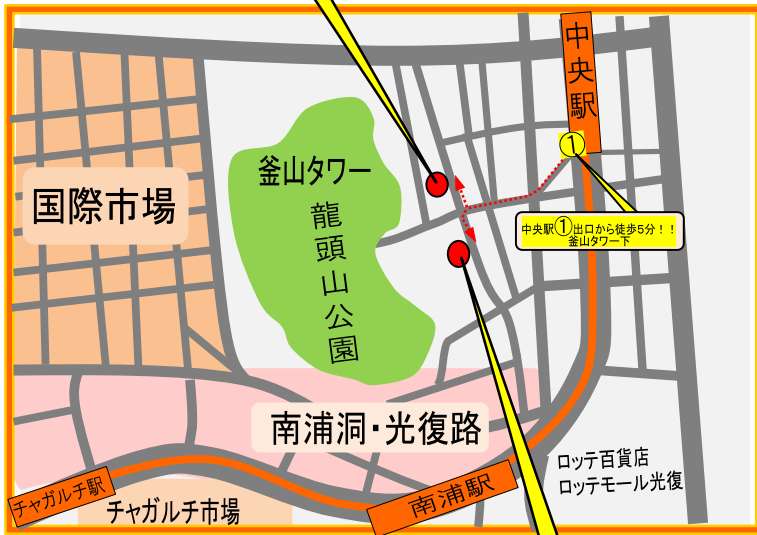 中央駅
①
釜山タワー
龍頭山公園
国際市場
中央駅①出口から徒歩5分！！
釜山タワー下
南浦洞・光復路
ロッテ百貨店
ロッテモール光復
南浦駅
チャガルチ駅
チャガルチ市場